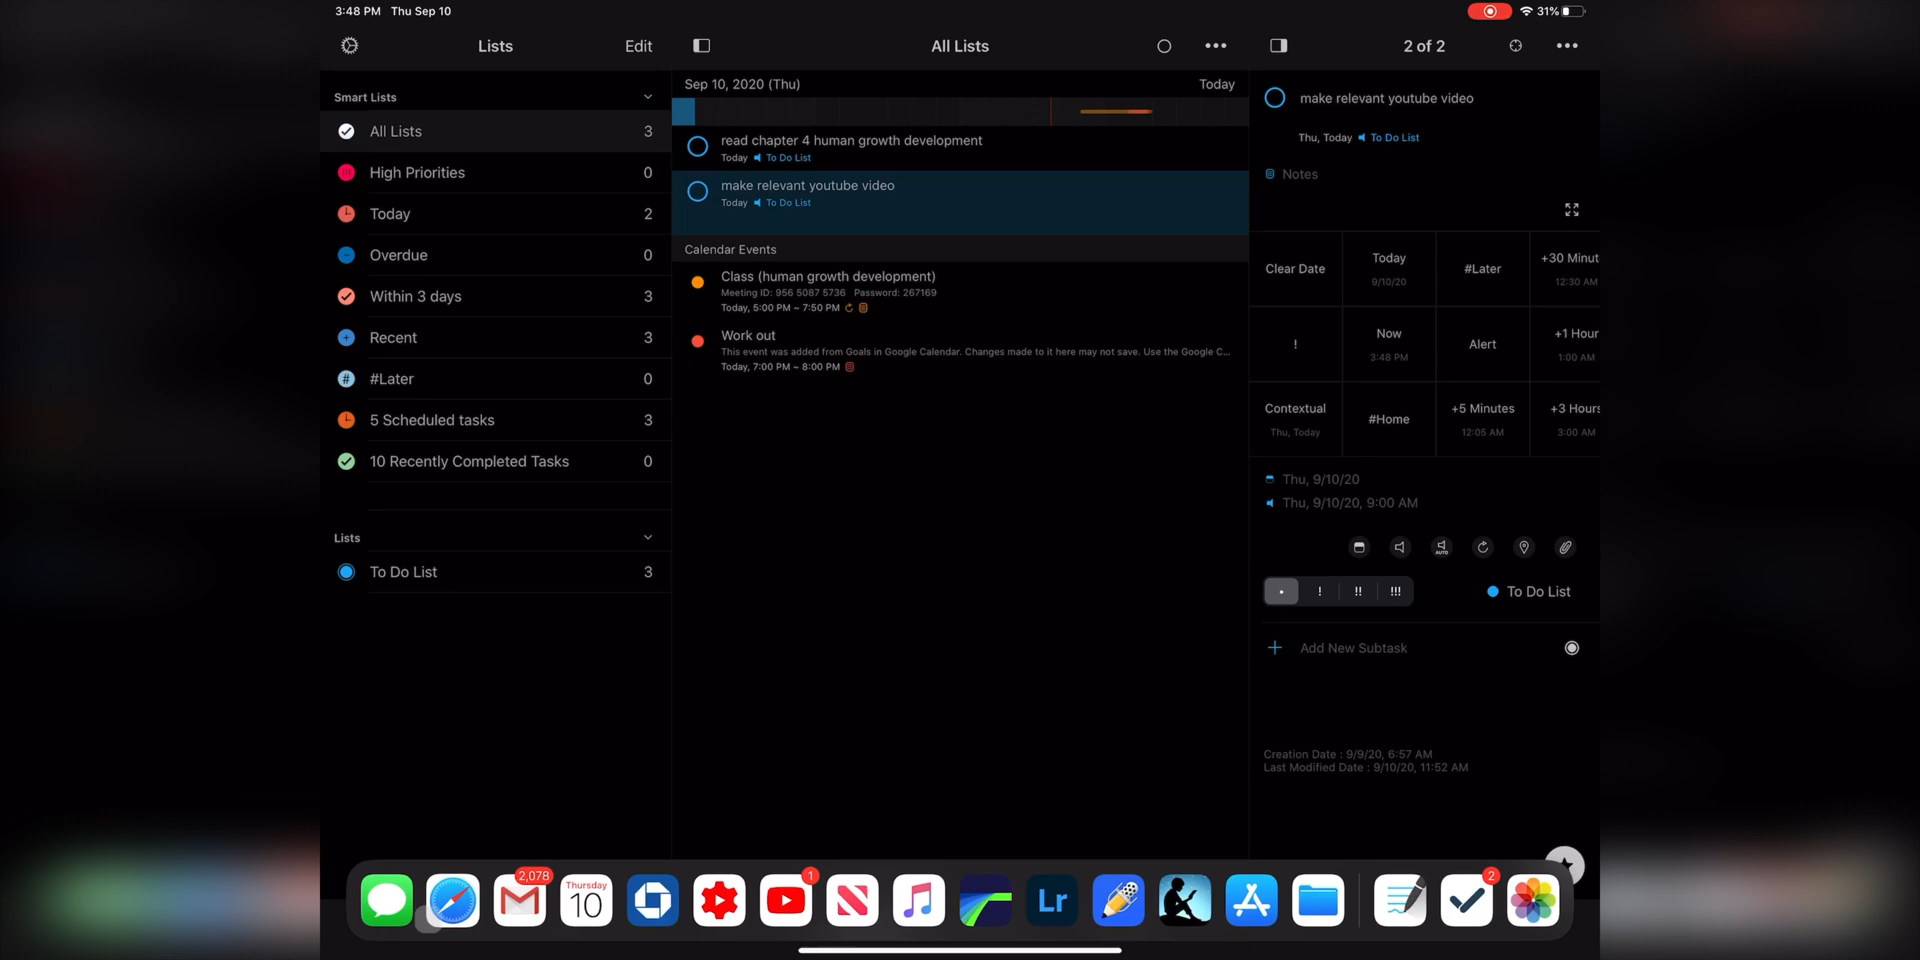 3:48 PM Thu Sep 10
31%
Lists
Edit
Smart Lists
All Lists 3
High Priorities 0
Today 2
Overdue 0
Within 3 days 3
Recent 3
#Later 0
5 Scheduled tasks 3
10 Recently Completed Tasks 0
Lists
To Do List 3
All Lists
Sep 10, 2020 (Thu)
Today
read chapter 4 human growth development
Today To Do List
make relevant youtube video
Today To Do List
Calendar Events
Class (human growth development)
Meeting ID: 956 5087 5736 Password: 267169
Today, 5:00 PM ~ 7:50 PM
Work out
This event was added from Goals in Google Calendar. Changes made to it here may not save. Use the Google C...
Today, 7:00 PM ~ 8:00 PM
2 of 2
make relevant youtube video
Thu, Today To Do List
Notes
Clear Date
Today
9/10/20
#Later
+30 Minut
12:30 AM
!
Now
3:48 PM
Alert
+1 Hour
1:00 AM
Contextual
Thu, Today
#Home
+5 Minutes
12:05 AM
+3 Hours
3:00 AM
Thu, 9/10/20
Thu, 9/10/20, 9:00 AM
AUTO
! !! !!!
To Do List
Add New Subtask
Creation Date : 9/9/20, 6:57 AM
Last Modified Date : 9/10/20, 11:52 AM
2,078
Thursday
10
1
Lr
2